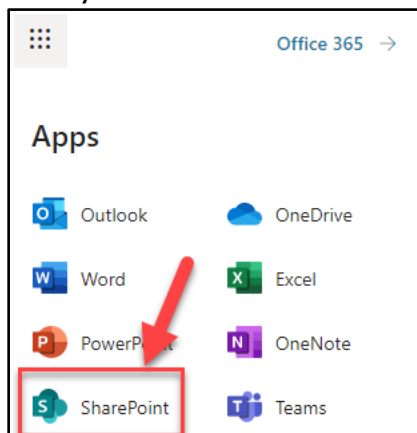 Office 365 →
Apps
Outlook OneDrive
Word Excel
PowerPoint OneNote
SharePoint Teams